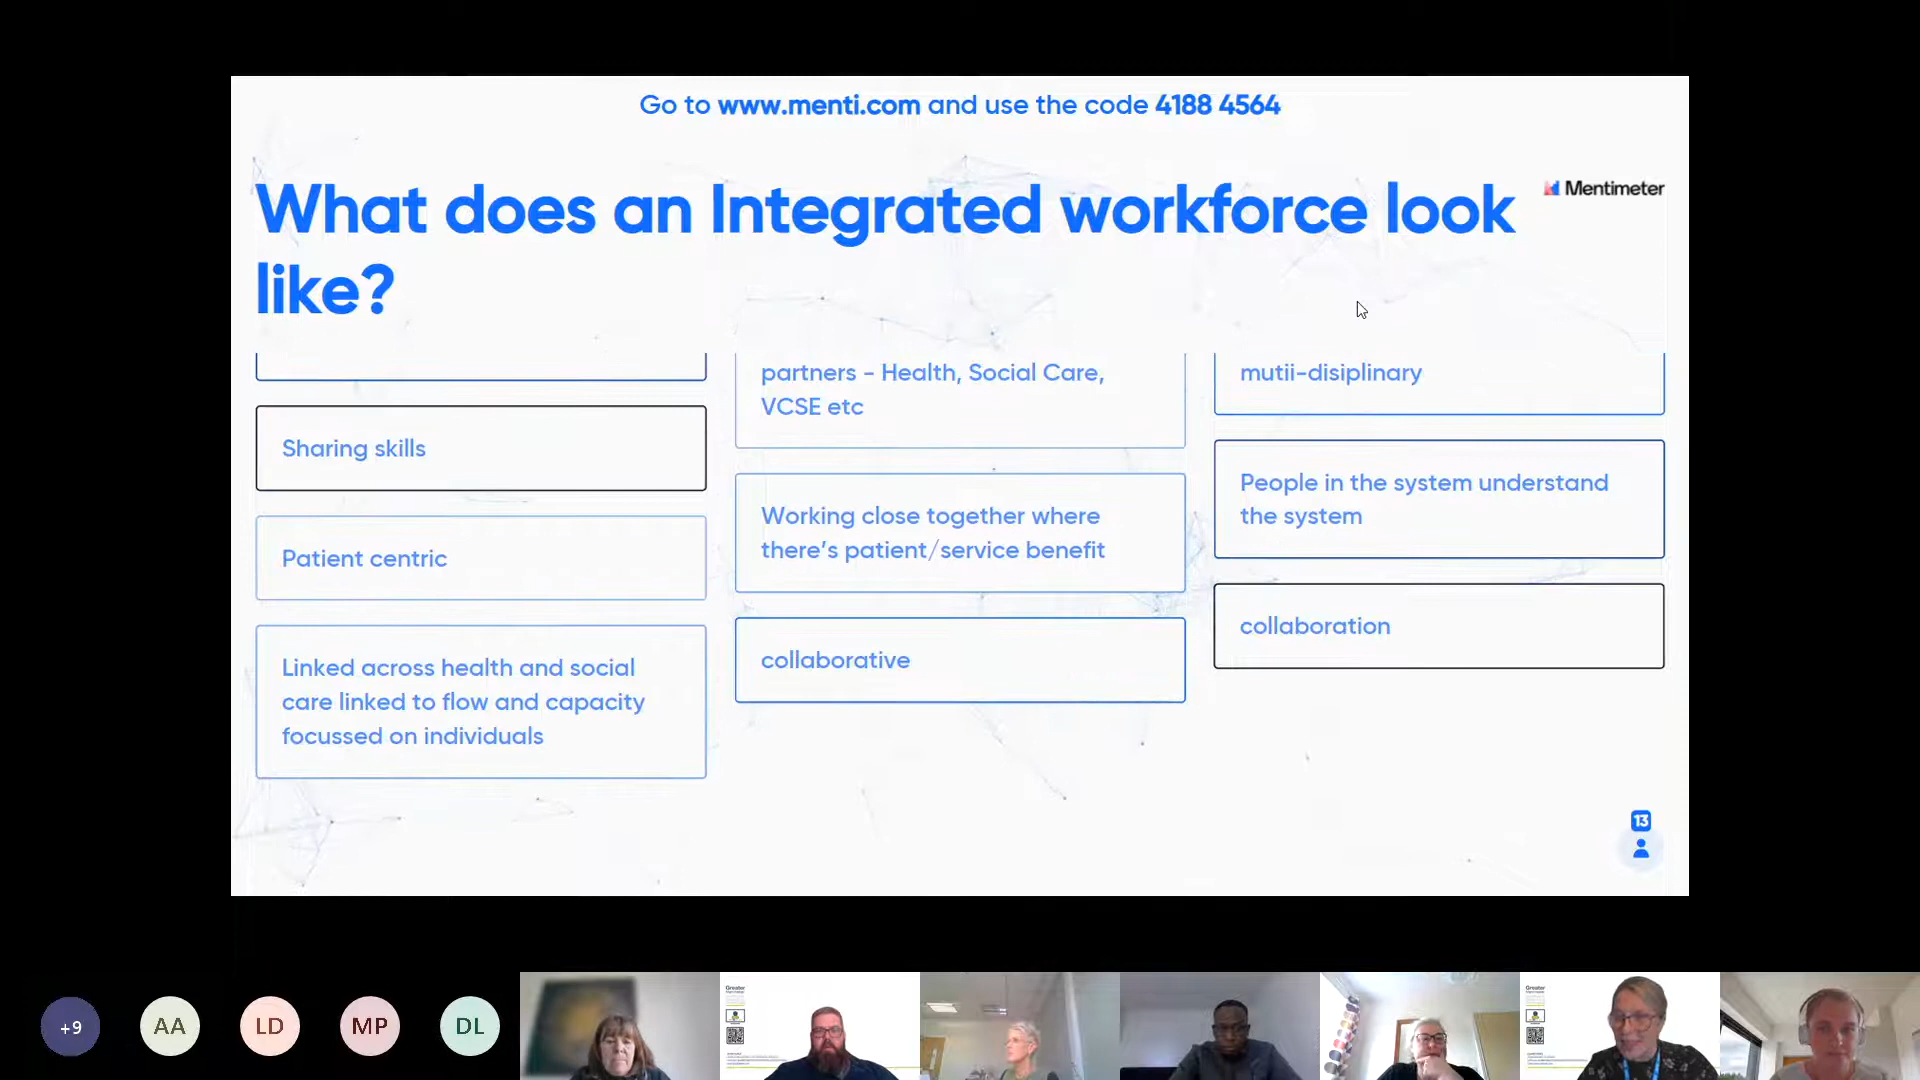 Go to www.menti.com and use the code 4188 4564
Mentimeter
What does an Integrated workforce look
like?
Sharing skills
Patient centric
Linked across health and social
care linked to flow and capacity
focussed on individuals
partners - Health, Social Care,
VCSE etc
Working close together where
there's patient/service benefit
collaborative
mutii-disiplinary
People in the system understand
the system
collaboration
13
+9
AA
LD
MP
DL
Greater
Greater